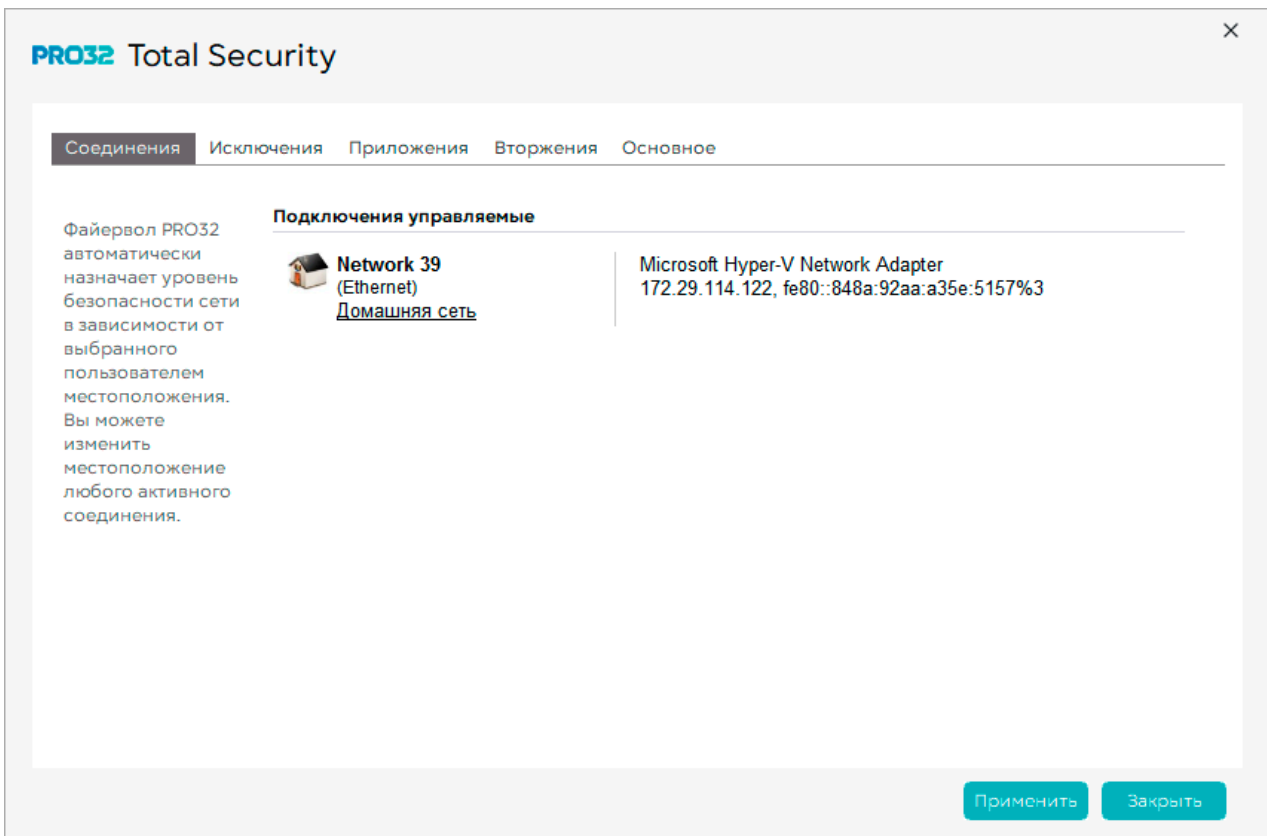 PRO32 Total Security
Соединения Исключения Приложения Вторжения Основное
Файервол PRO32
автоматически
назначает уровень
безопасности сети
в зависимости от
выбранного
пользователем
местоположения.
Вы можете
изменить
местоположение
любого активного
соединения.
Подключения управляемые
Network 39
(Ethernet)
Домашняя сеть
Microsoft Hyper-V Network Adapter
172.29.114.122, fe80::848a:92aa:a35e:5157%3
Применить Закрыть